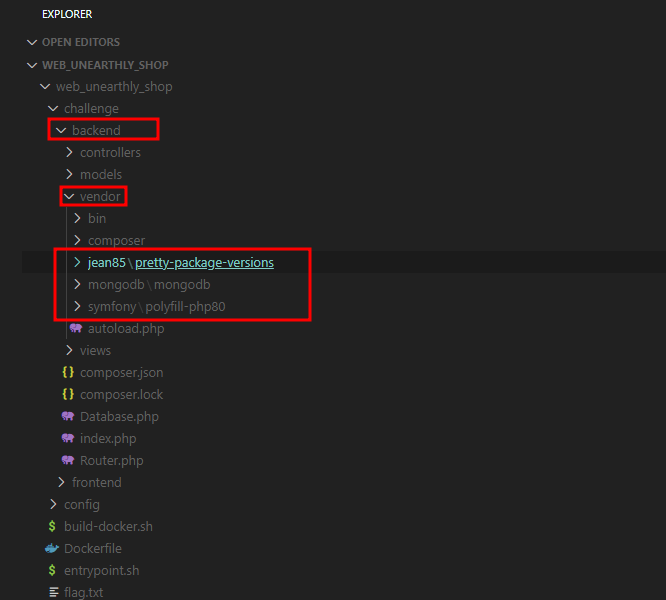 EXPLORER
OPEN EDITORS
WEB_UNEARTHLY_SHOP
web_unearthly_shop
challenge
backend
controllers
models
vendor
bin
composer
jean85\pretty-package-versions
mongodb\mongodb
symfony\polyfill-php80
autoload.php
views
{} composer.json
{} composer.lock
Database.php
index.php
Router.php
frontend
config
$ build-docker.sh
Dockerfile
$ entrypoint.sh
flag.txt